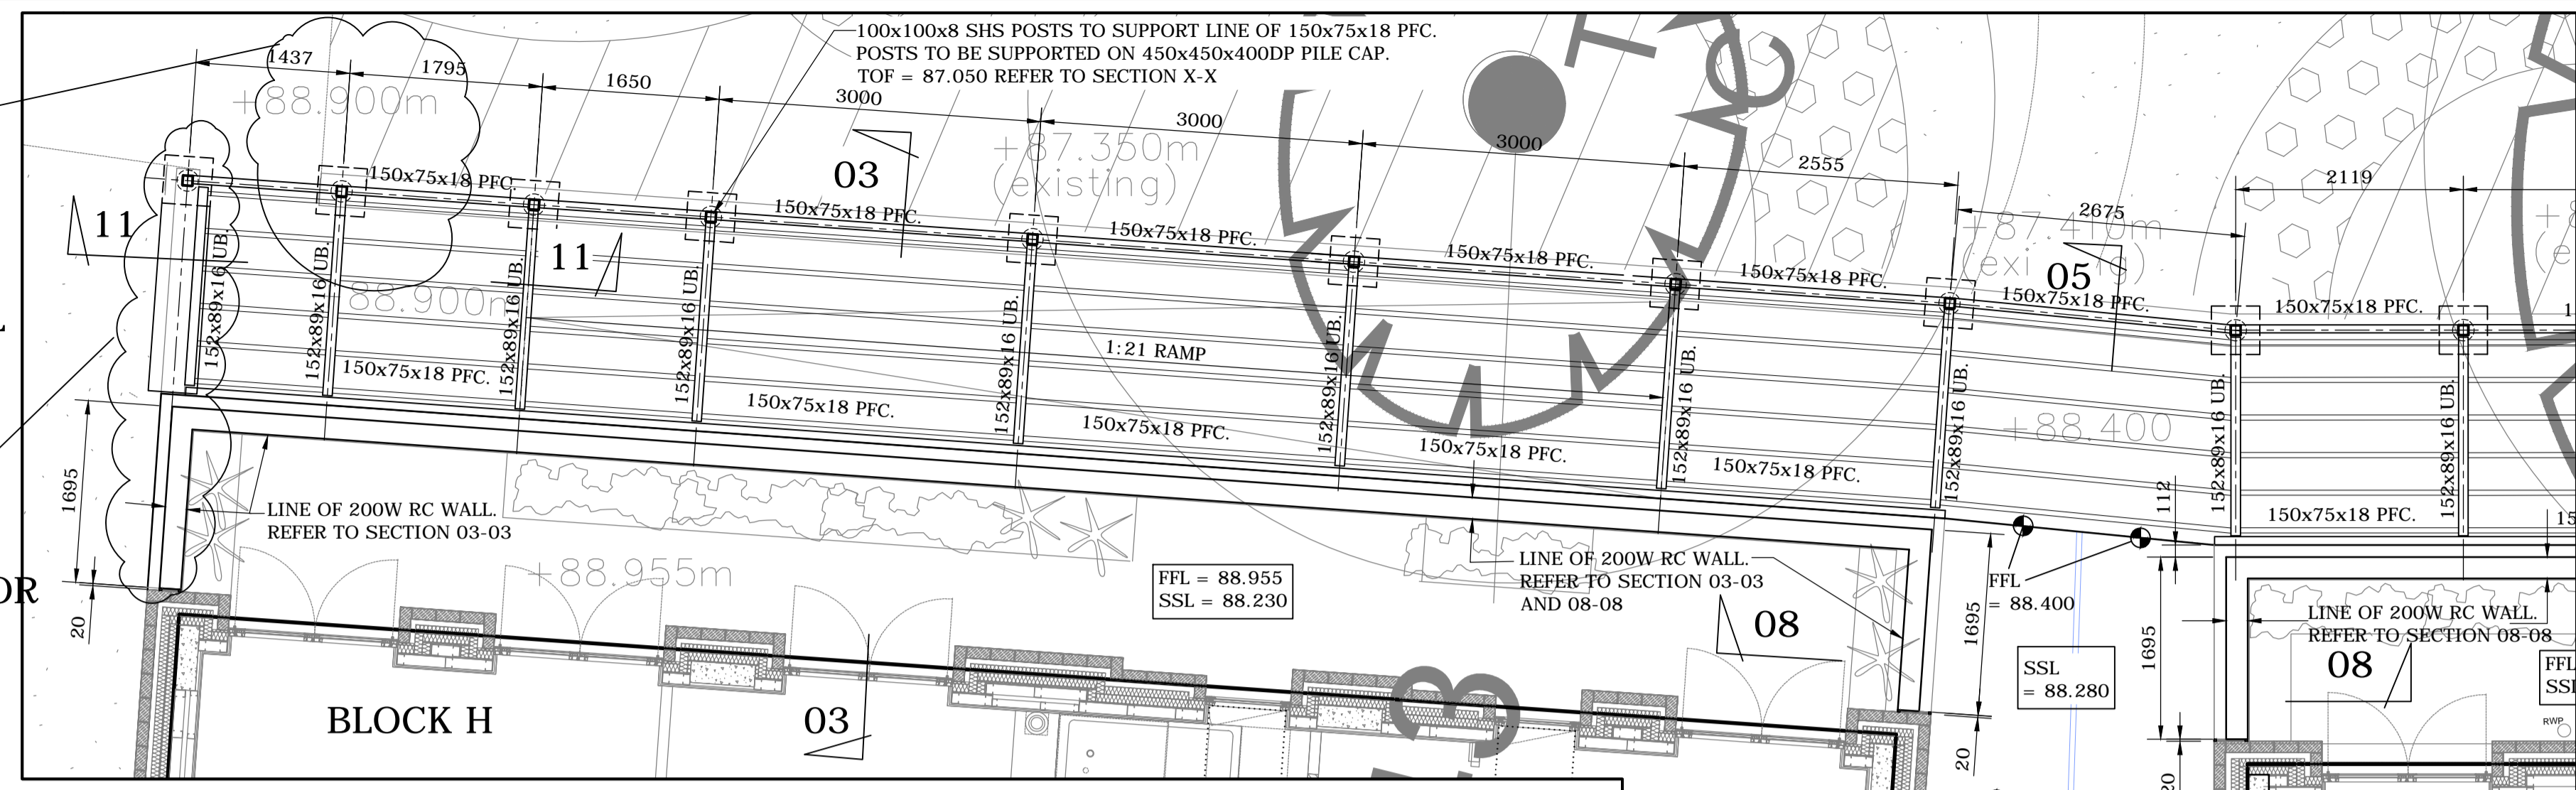 100x100x8 SHS POSTS TO SUPPORT LINE OF 150x75x18 PFC.
POSTS TO BE SUPPORTED ON 450x450x400DP PILE CAP.
TOF = 87.050 REFER TO SECTION X-X
1437
1795
1650
3000
3000
3000
2555
2675
2119
+88.900m
+87.350m
(existing)
+87.410m
03
05
11
11
150x75x18 PFC.
150x75x18 PFC.
150x75x18 PFC.
150x75x18 PFC.
150x75x18 PFC.
150x75x18 PFC.
150x75x18 PFC.
152x89x16 UB.
152x89x16 UB.
152x89x16 UB.
152x89x16 UB.
152x89x16 UB.
152x89x16 UB.
152x89x16 UB.
152x89x16 UB.
152x89x16 UB.
152x89x16 UB.
88.900m
1:21 RAMP
+88.400
150x75x18 PFC.
150x75x18 PFC.
150x75x18 PFC.
150x75x18 PFC.
150x75x18 PFC.
150x75x18 PFC.
1695
20
LINE OF 200W RC WALL.
REFER TO SECTION 03-03
+88.955m
FFL = 88.955
SSL = 88.230
LINE OF 200W RC WALL.
REFER TO SECTION 03-03
AND 08-08
08
1695
20
FFL
= 88.400
SSL
= 88.280
112
1695
20
LINE OF 200W RC WALL.
REFER TO SECTION 08-08
08
FFL
RWP
BLOCK H
03
OR